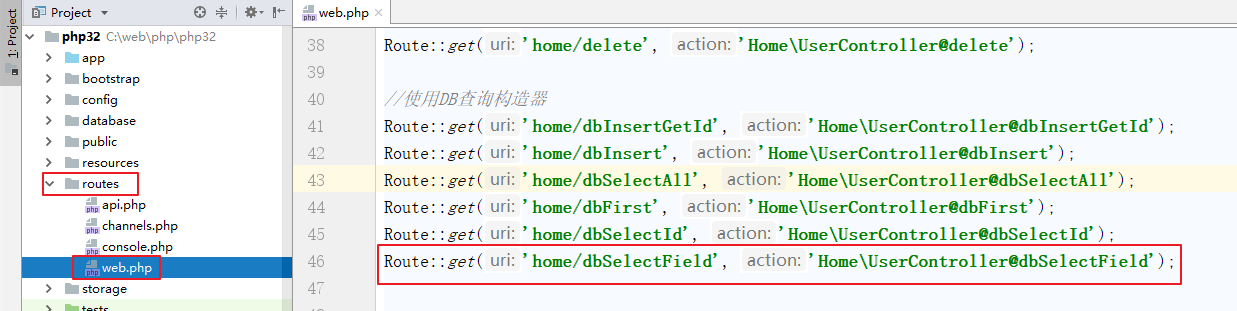 1: Project
Project
php32 C:\web\php\php32
app
bootstrap
config
database
public
resources
routes
php api.php
php channels.php
php console.php
php web.php
storage
tests
php web.php
38 Route::get( uri: 'home/delete', action: 'Home\UserController@delete');
39
40 //使用DB查询构造器
41 Route::get( uri: 'home/dbInsertGetId', action: 'Home\UserController@dbInsertGetId');
42 Route::get( uri: 'home/dbInsert', action: 'Home\UserController@dbInsert');
43 Route::get( uri: 'home/dbSelectAll', action: 'Home\UserController@dbSelectAll');
44 Route::get( uri: 'home/dbFirst', action: 'Home\UserController@dbFirst');
45 Route::get( uri: 'home/dbSelectId', action: 'Home\UserController@dbSelectId');
46 Route::get( uri: 'home/dbSelectField', action: 'Home\UserController@dbSelectField');
47